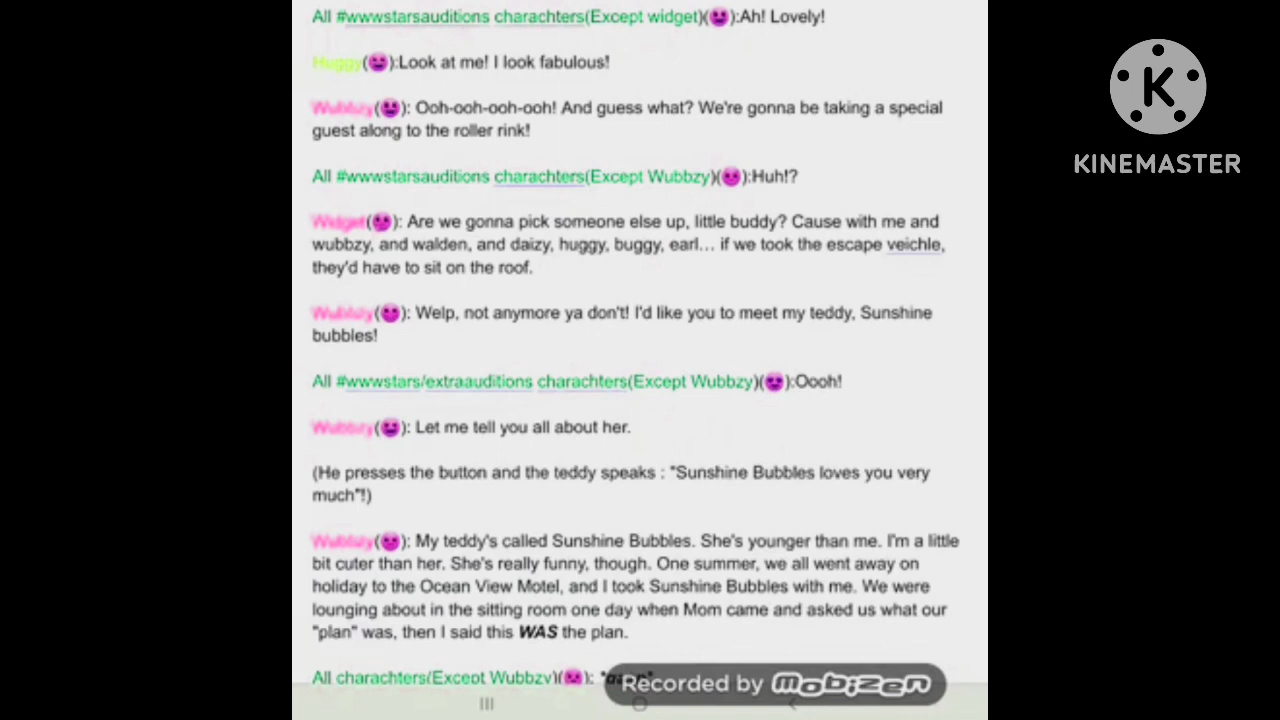 All #wwwstarsauditions charachters(Except widget)(😈):Ah! Lovely!
Huggy(😈):Look at me! I look fabulous!
Wubbzy(😈): Ooh-ooh-ooh-ooh! And guess what? We're gonna be taking a special
guest along to the roller rink!
All #wwwstarsauditions charachters(Except Wubbzy)(😈):Huh!?
Widget(😈): Are we gonna pick someone else up, little buddy? Cause with me and
wubbzy, and walden, and daizy, huggy, buggy, earl... if we took the escape veichle,
they'd have to sit on the roof.
Wubbzy(😈): Welp, not anymore ya don't! I'd like you to meet my teddy, Sunshine
bubbles!
All #wwwstars/extraauditions charachters(Except Wubbzy)(😈):Oooh!
Wubbzy(😈): Let me tell you all about her.
(He presses the button and the teddy speaks : "Sunshine Bubbles loves you very
much"!)
Wubbzy(😈): My teddy's called Sunshine Bubbles. She's younger than me. I'm a little
bit cuter than her. She's really funny, though. One summer, we all went away on
holiday to the Ocean View Motel, and I took Sunshine Bubbles with me. We were
lounging about in the sitting room one day when Mom came and asked us what our
"plan" was, then I said this WAS the plan.
All charachters(Except Wubbzy)(😈):
Recorded by mobizen
KINEMASTER